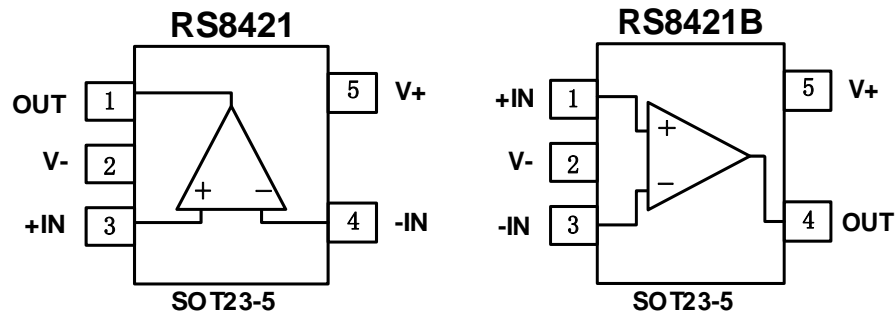 RS8421
OUT 1 5 V+
V- 2
+ −
+IN 3 4 -IN
SOT23-5
RS8421B
+IN 1 5 V+
+
V- 2
−
-IN 3 4 OUT
SOT23-5